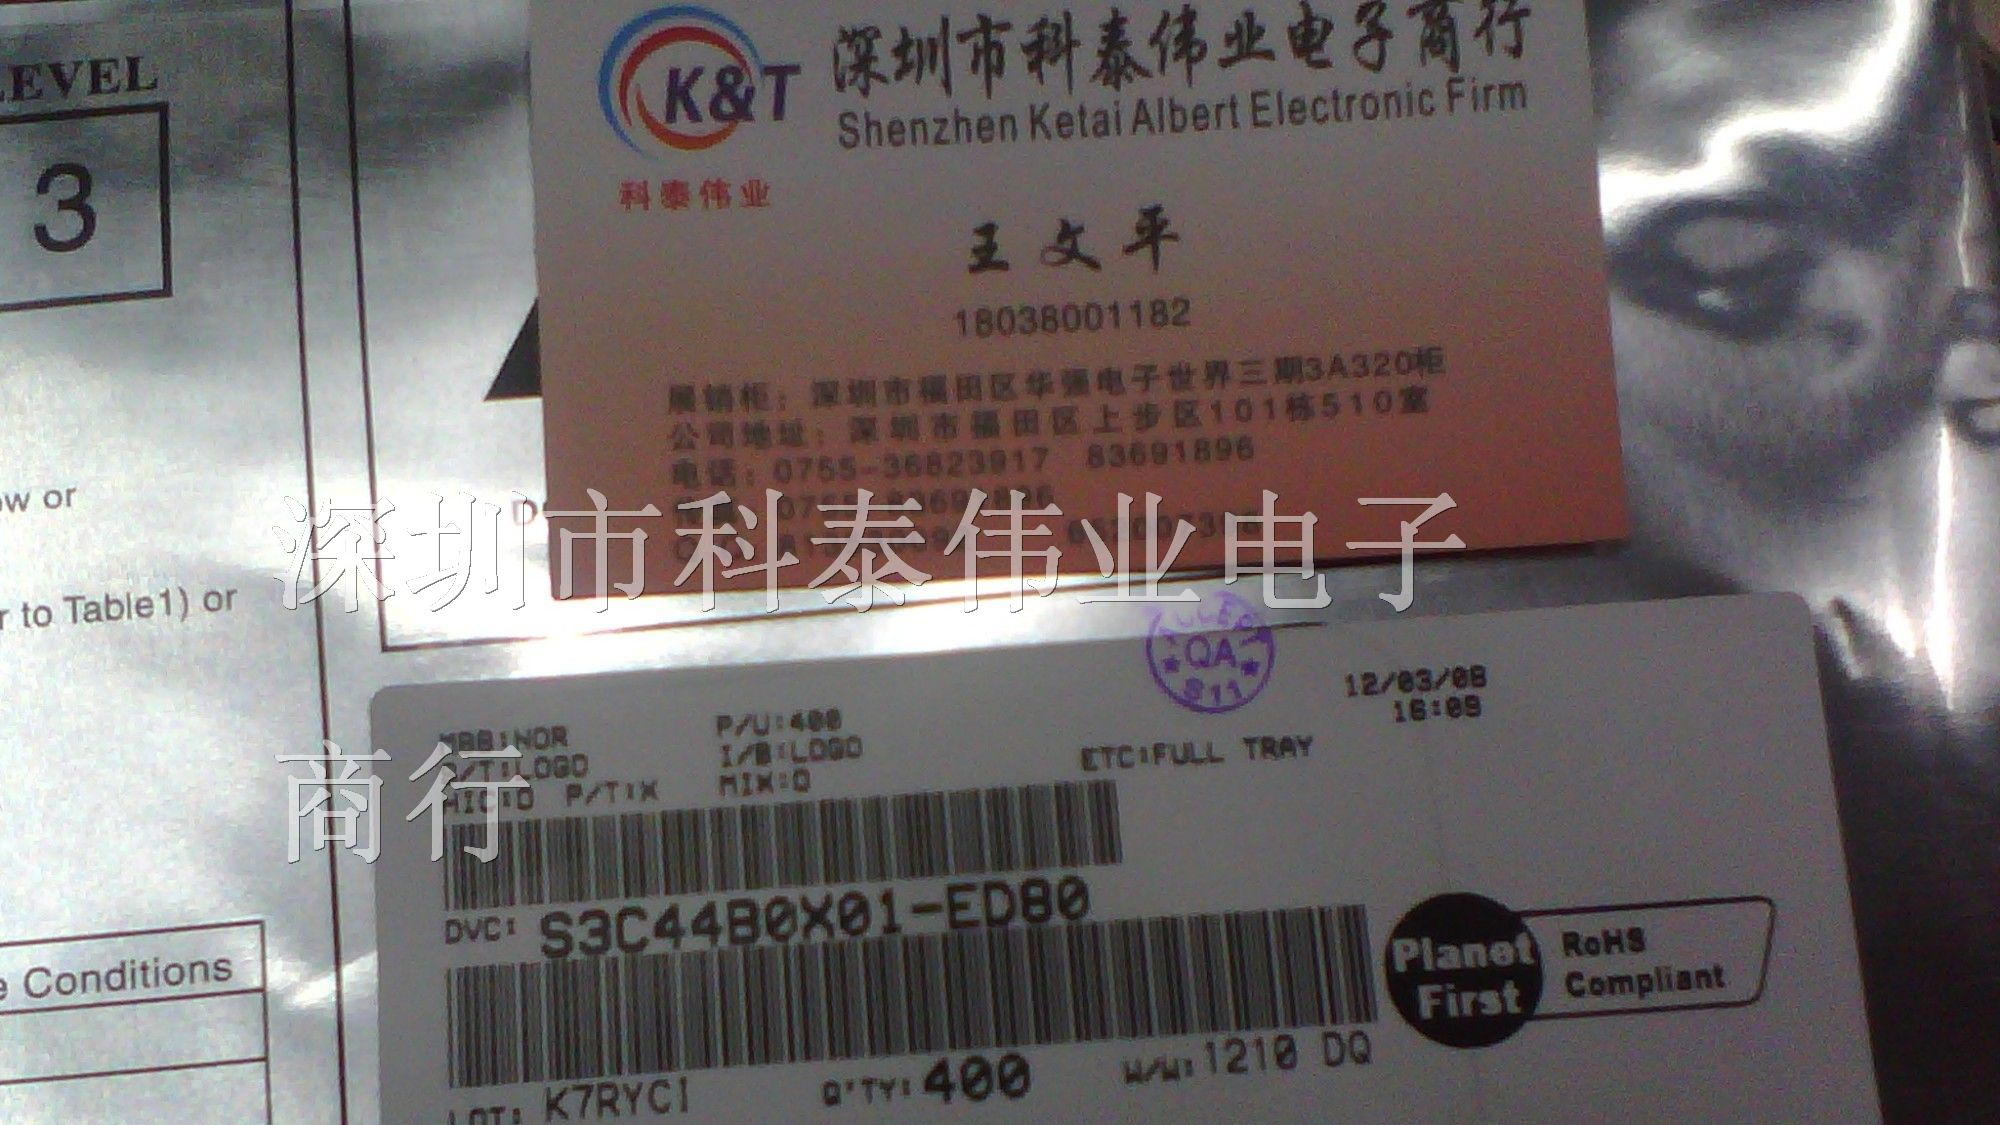 LEVEL
3
K&T
科泰伟业
深圳市科泰伟业电子商行
Shenzhen Ketai Albert Electronic Firm
王文平
18038001182
展销柜：深圳市福田区华强电子世界三期3A320柜
公司地址：深圳市福田区上步区101栋510室
电话：0755-36823917 83691896
or
to Table1) or
深圳市科泰伟业电子
商行
QA
811
12/03/08
16:09
MBB:NOR P/U:400
LOGO I/B:LOGO
HIC:O P/T:X MIX:O
ETC:FULL TRAY
DVC: S3C44B0X01-ED80
Planet First
RoHS
Compliant
Conditions
LOT: K7RYC1 Q'TY: 400 W/W: 1210 DQ